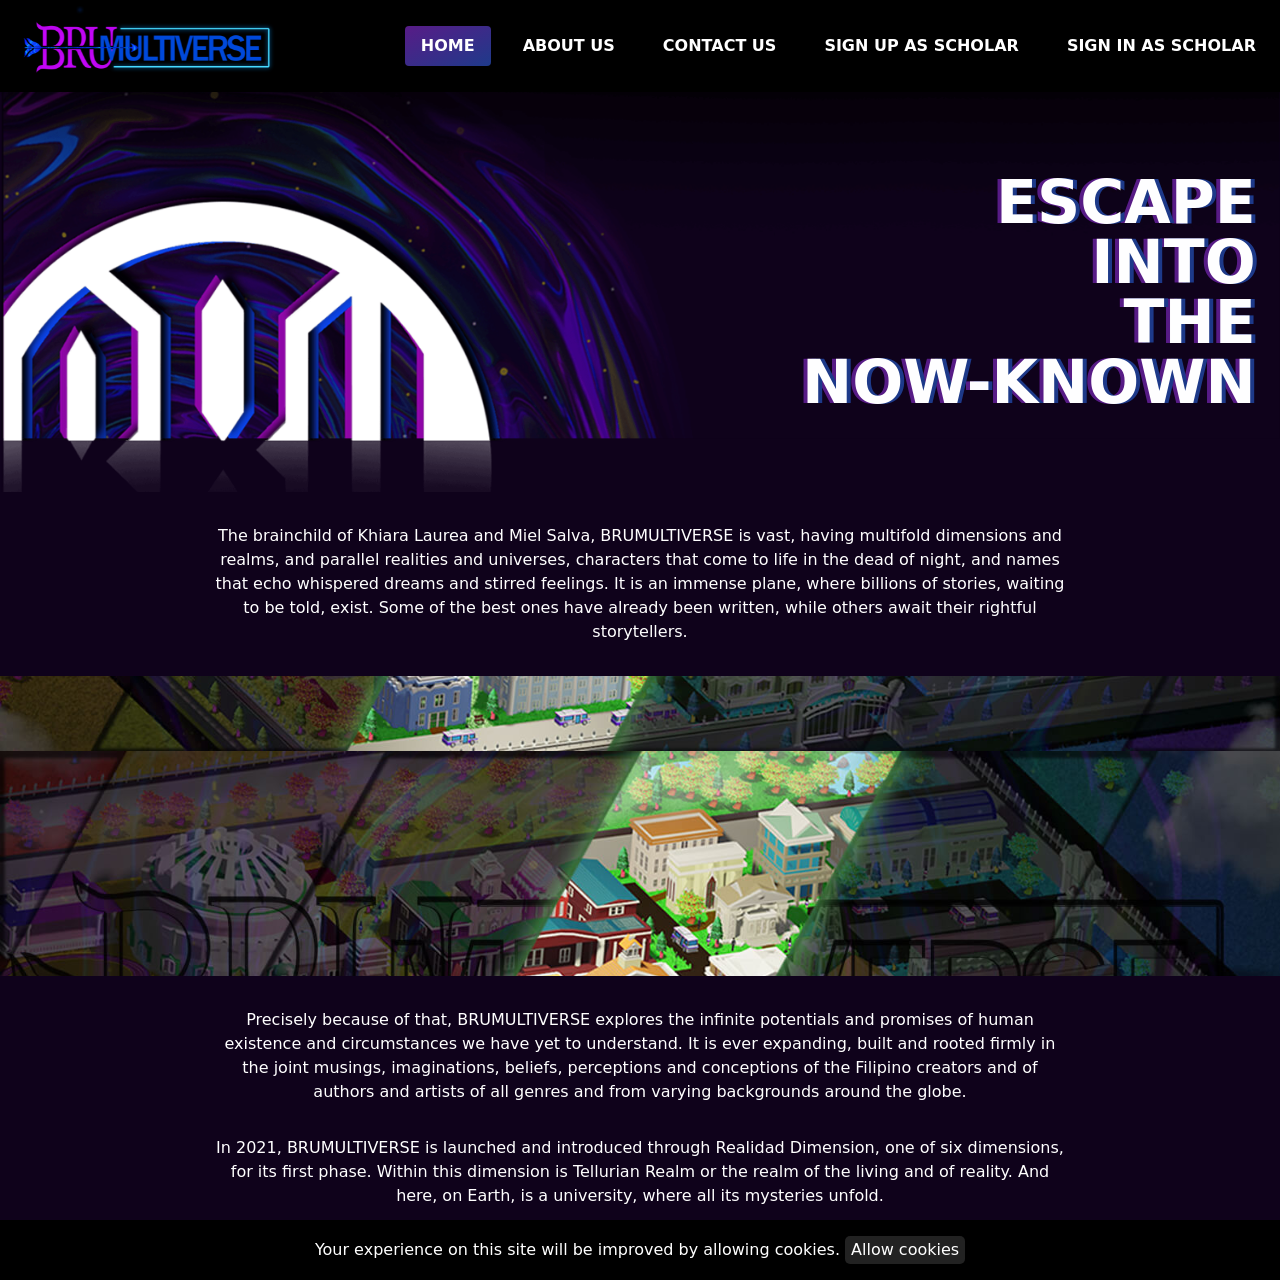 BRUMULTIVERSE
HOME
ABOUT US
CONTACT US
SIGN UP AS SCHOLAR
SIGN IN AS SCHOLAR
ESCAPE
INTO
THE
NOW-KNOWN
The brainchild of Khiara Laurea and Miel Salva, BRUMULTIVERSE is vast, having multifold dimensions and
realms, and parallel realities and universes, characters that come to life in the dead of night, and names
that echo whispered dreams and stirred feelings. It is an immense plane, where billions of stories, waiting
to be told, exist. Some of the best ones have already been written, while others await their rightful
storytellers.
Precisely because of that, BRUMULTIVERSE explores the infinite potentials and promises of human
existence and circumstances we have yet to understand. It is ever expanding, built and rooted firmly in
the joint musings, imaginations, beliefs, perceptions and conceptions of the Filipino creators and of
authors and artists of all genres and from varying backgrounds around the globe.
In 2021, BRUMULTIVERSE is launched and introduced through Realidad Dimension, one of six dimensions,
for its first phase. Within this dimension is Tellurian Realm or the realm of the living and of reality. And
here, on Earth, is a university, where all its mysteries unfold.
Your experience on this site will be improved by allowing cookies.
Allow cookies